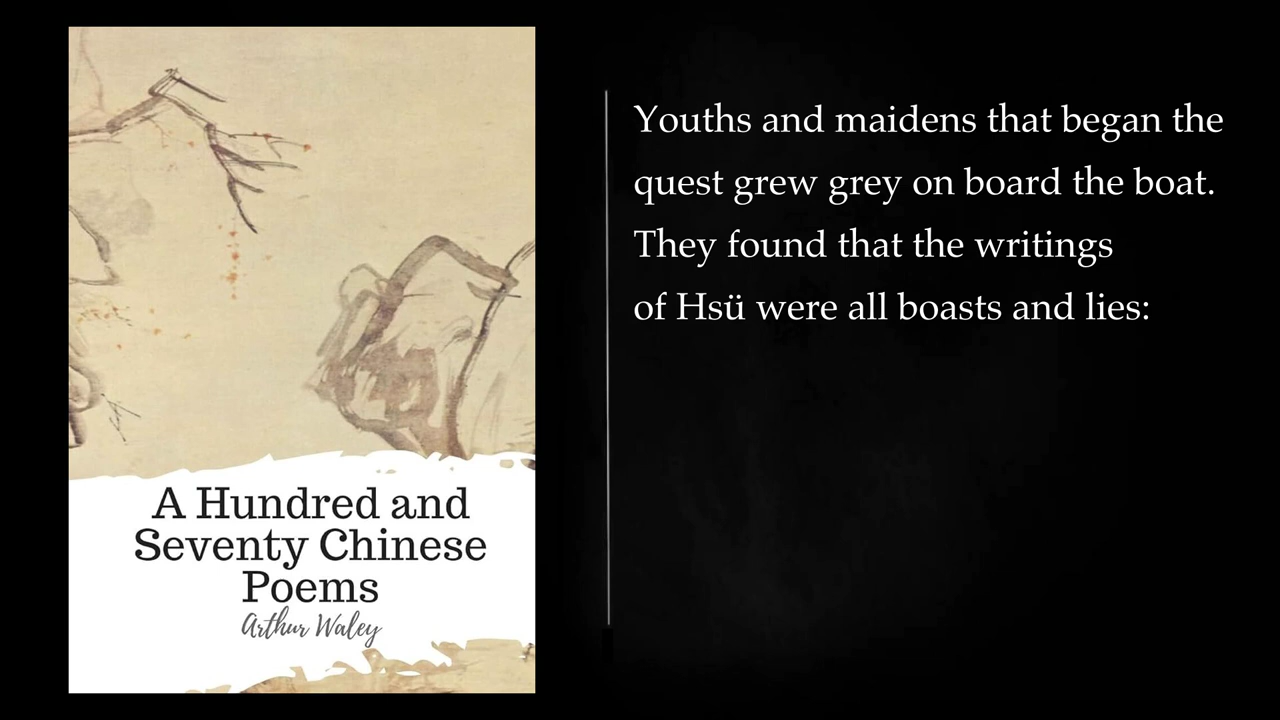 A Hundred and
Seventy Chinese
Poems
Arthur Waley
Youths and maidens that began the
quest grew grey on board the boat.
They found that the writings
of Hsü were all boasts and lies: